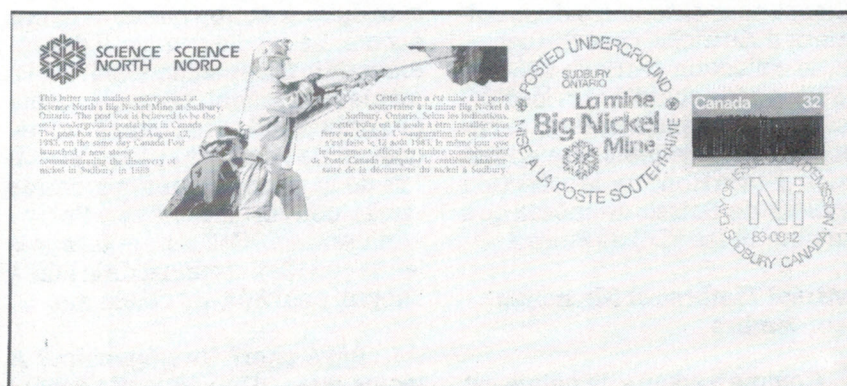 SCIENCE NORTH
SCIENCE NORD
This letter was mailed underground at
Science North's Big Nickel Mine at Sudbury,
Ontario. The post box is believed to be the
only underground postal box in Canada
The post box was opened August 12,
1983, on the same day Canada Post
launched a new stamp
commemorating the discovery of
nickel in Sudbury in 1883
Cette lettre a été mise à la poste
souterraine à la mine Big Nickel à
Sudbury, Ontario. Selon les indications,
cette boîte est la seule à être installée sous
terre au Canada. L'inauguration de ce service
s'est faite le 12 août 1983, le même jour que
le lancement officiel du timbre commémoratif
de Poste Canada marquant le centième anniver-
saire de la découverte du nickel à Sudbury.
POSTED UNDERGROUND
SUDBURY
ONTARIO
La mine
Big Nickel
Mine
MISE A LA POSTE SOUTERRAINE
Canada 32
DAY OF ISSUE JOUR D'EMISSION
Ni
83-08-12
SUDBURY CANADA